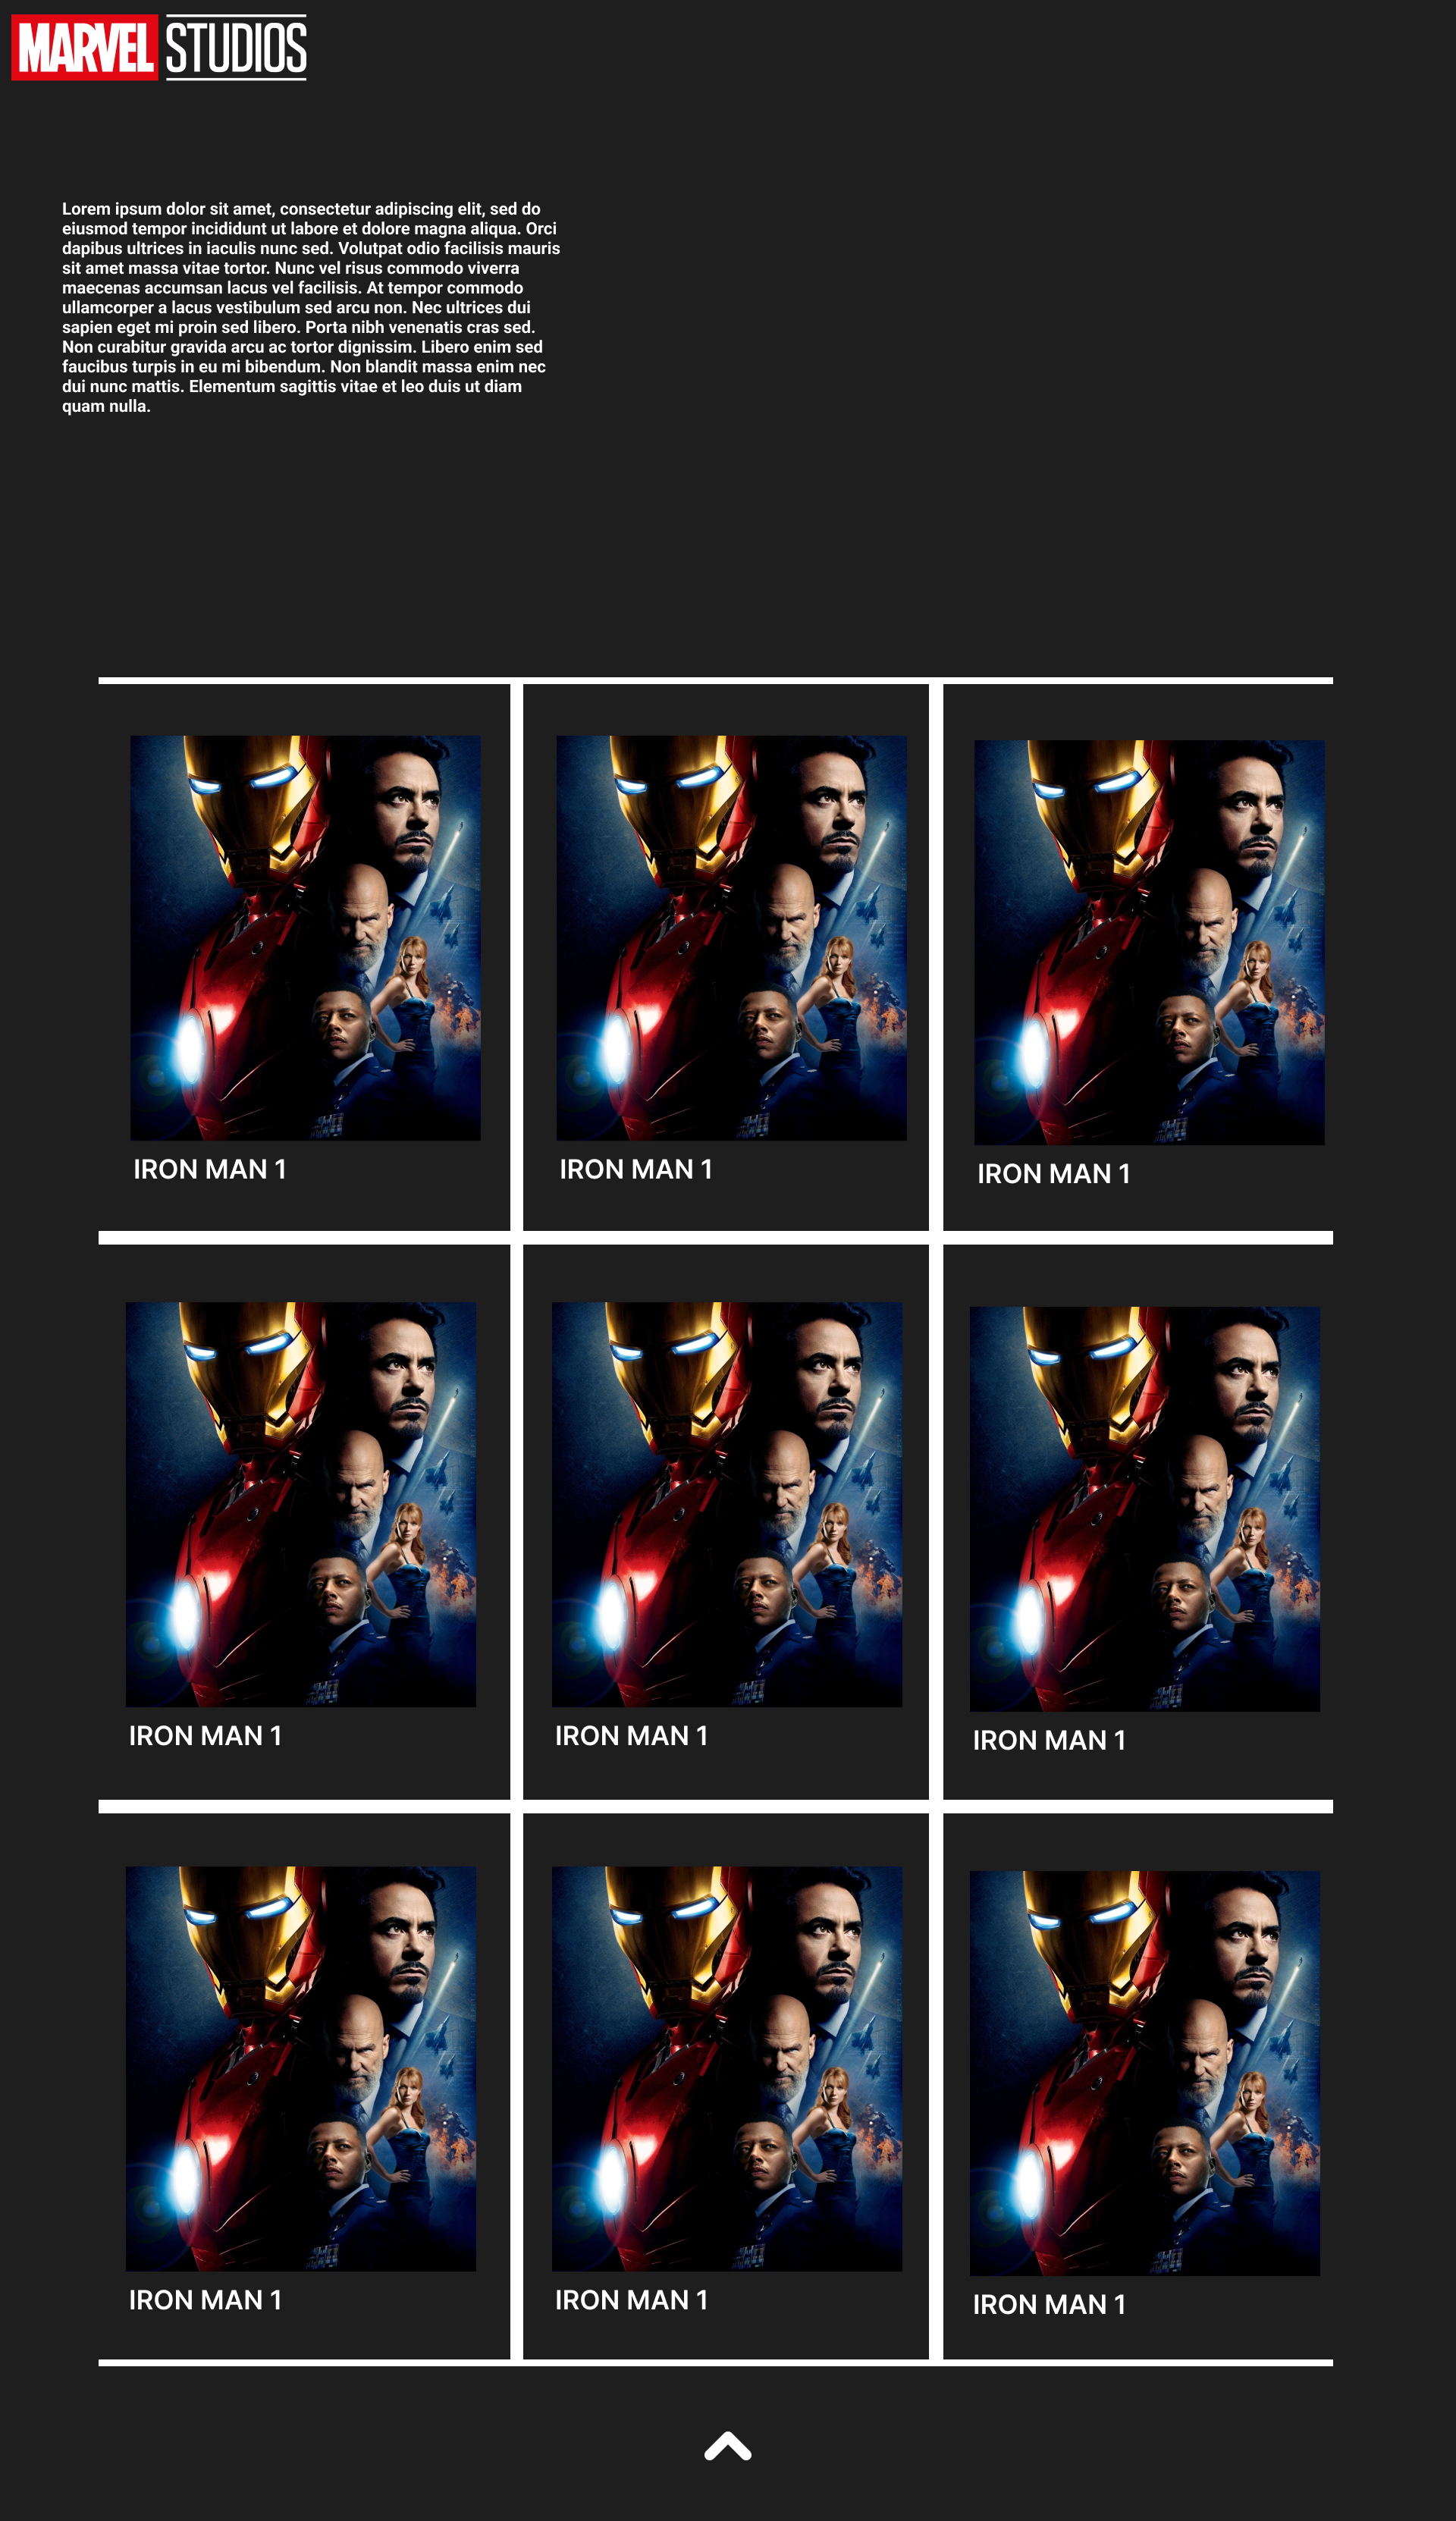 MARVEL STUDIOS
Lorem ipsum dolor sit amet, consectetur adipiscing elit, sed do
eiusmod tempor incididunt ut labore et dolore magna aliqua. Orci
dapibus ultrices in iaculis nunc sed. Volutpat odio facilisis mauris
sit amet massa vitae tortor. Nunc vel risus commodo viverra
maecenas accumsan lacus vel facilisis. At tempor commodo
ullamcorper a lacus vestibulum sed arcu non. Nec ultrices dui
sapien eget mi proin sed libero. Porta nibh venenatis cras sed.
Non curabitur gravida arcu ac tortor dignissim. Libero enim sed
faucibus turpis in eu mi bibendum. Non blandit massa enim nec
dui nunc mattis. Elementum sagittis vitae et leo duis ut diam
quam nulla.
IRON MAN 1
IRON MAN 1
IRON MAN 1
IRON MAN 1
IRON MAN 1
IRON MAN 1
IRON MAN 1
IRON MAN 1
IRON MAN 1